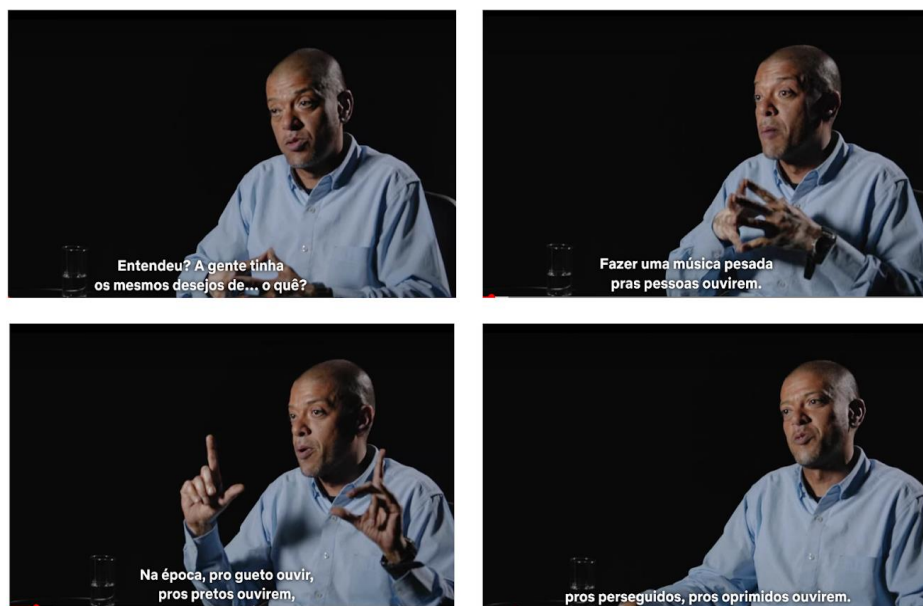 Entendeu? A gente tinha
os mesmos desejos de... o quê?
Fazer uma música pesada
pras pessoas ouvirem.
Na época, pro gueto ouvir,
pros pretos ouvirem,
pros perseguidos, pros oprimidos ouvirem.